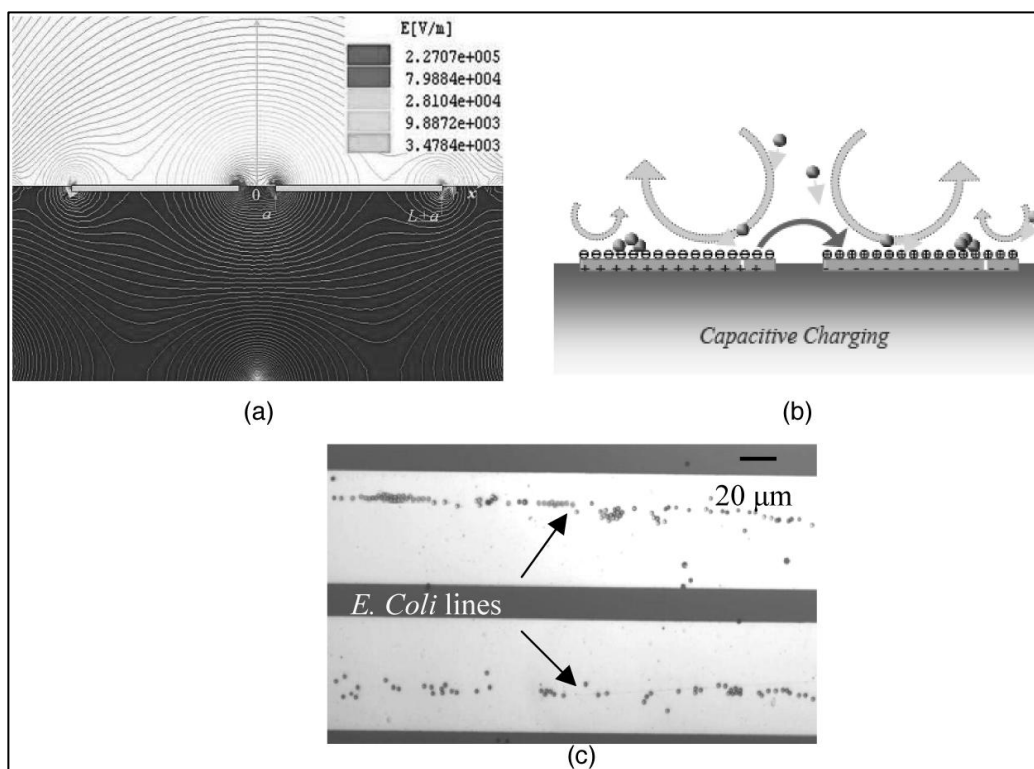 E[V/m]
2.2707e+005
7.9884e+004
2.8104e+004
9.8872e+003
3.4784e+003
0
a
L+a
x
(a)
Capacitive Charging
(b)
20 μm
E. Coli lines
(c)